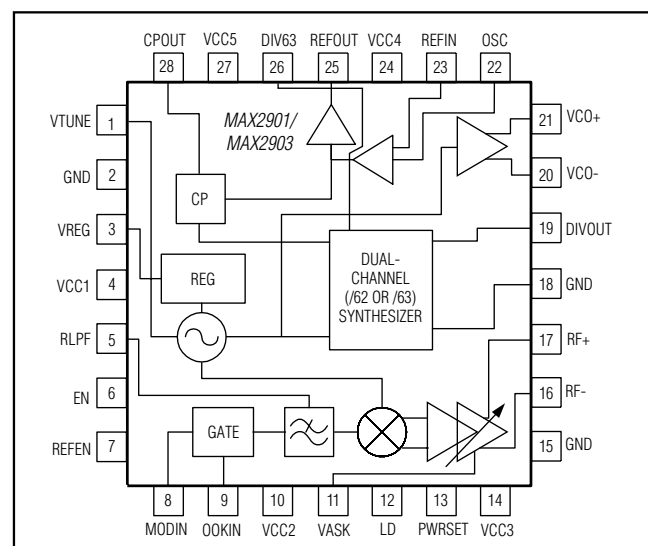 CPOUT VCC5 DIV63 REFOUT VCC4 REFIN OSC
28 27 26 25 24 23 22
MAX2901/
MAX2903
VTUNE 1
GND 2
VREG 3
VCC1 4
RLPF 5
EN 6
REFEN 7
CP
REG
DUAL-
CHANNEL
(/62 OR /63)
SYNTHESIZER
GATE
21 VCO+
20 VCO-
19 DIVOUT
18 GND
17 RF+
16 RF-
15 GND
8 9 10 11 12 13 14
MODIN OOKIN VCC2 VASK LD PWRSET VCC3